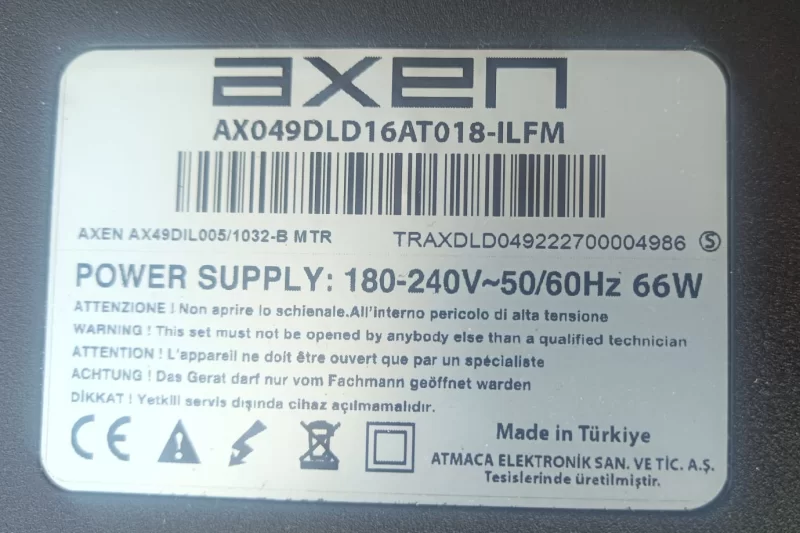 axen
AX049DLD16AT018-ILFM
AXEN AX49DIL005/1032-B MTR
TRAXDLD049222700004986 S
POWER SUPPLY: 180-240V~50/60Hz 66W
ATTENZIONE ! Non aprire lo schienale.All'interno pericolo di alta tensione
WARNING ! This set must not be opened by anybody else than a qualified technician
ATTENTION ! L'appareil ne doit être ouvert que par un spécialiste
ACHTUNG ! Das Gerat darf nur vom Fachmann geöffnet warden
DİKKAT ! Yetkili servis dışında cihaz açılmamalıdır.
CE
Made in Türkiye
ATMACA ELEKTRONİK SAN. VE TİC. A.Ş.
Tesislerinde üretilmiştir.